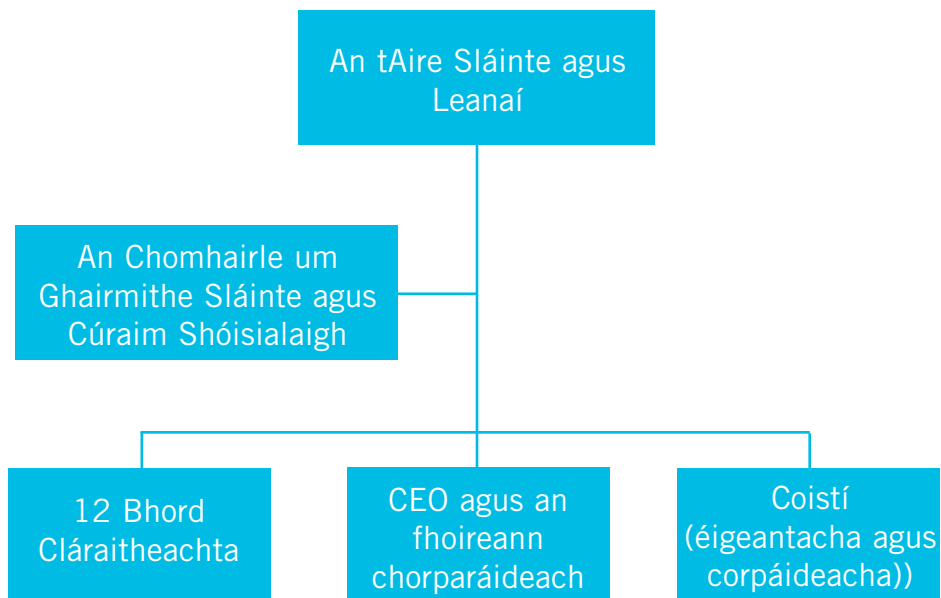 An tAire Sláinte agus
Leanaí
An Chomhairle um
Ghairmithe Sláinte agus
Cúraim Shóisialaigh
12 Bhord
Cláraitheachta
CEO agus an
fhoireann
chorparáideach
Coistí
(éigeantacha agus
corpáideacha))